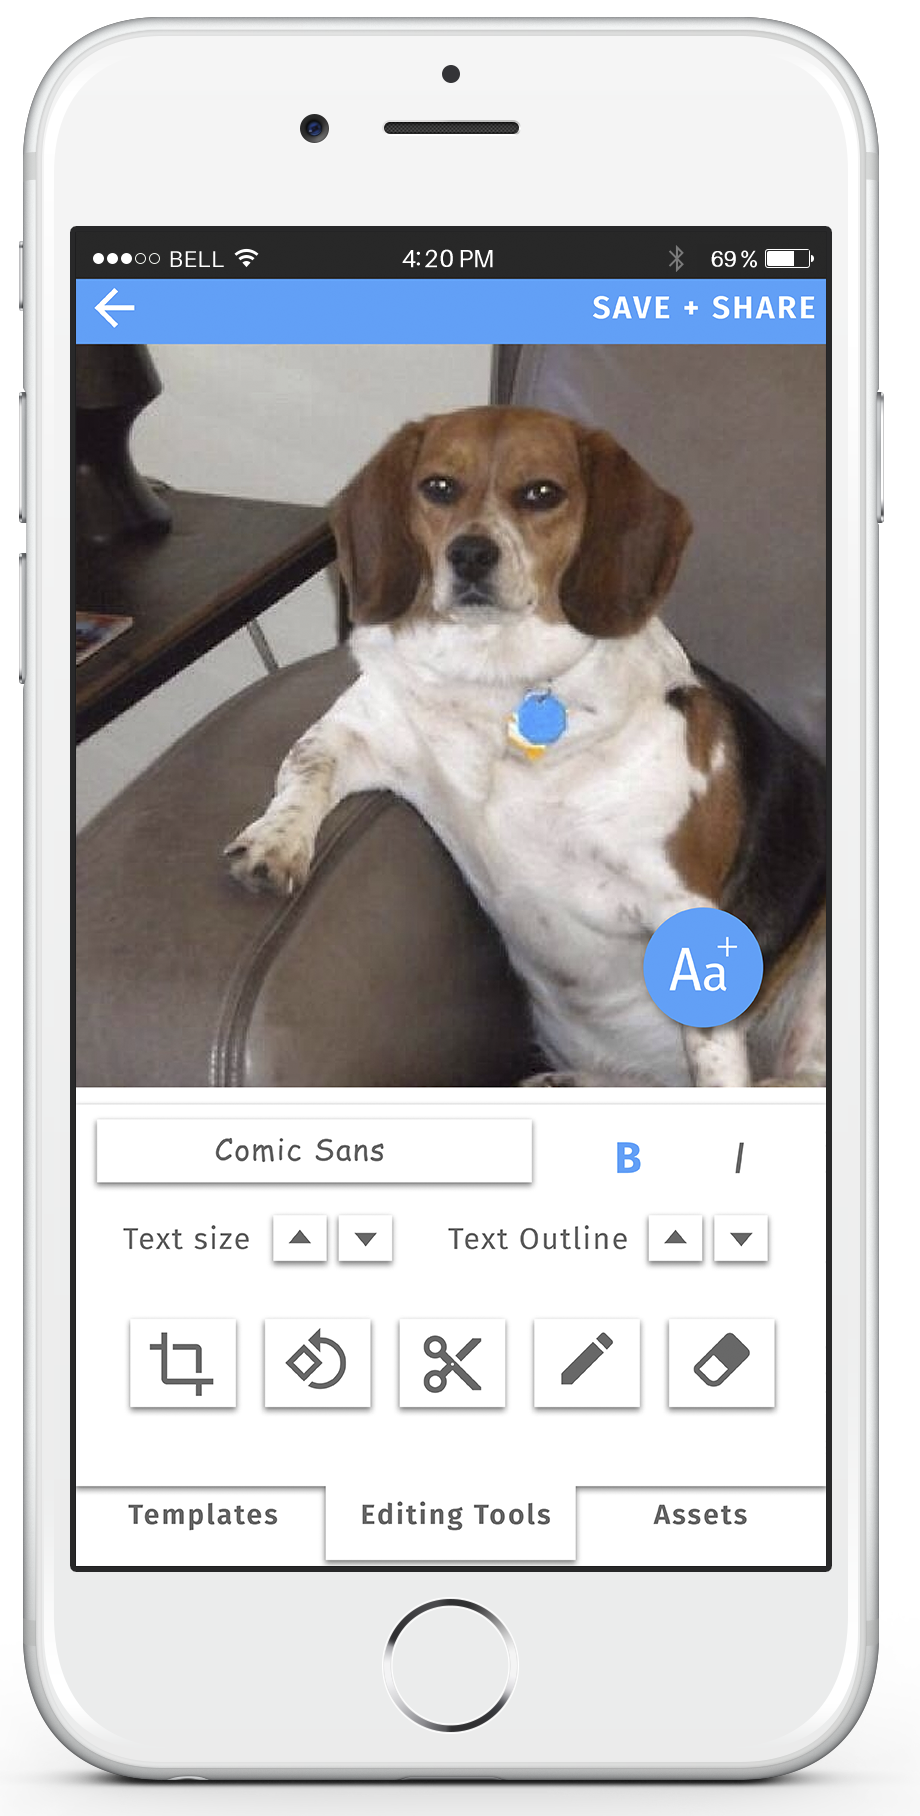 BELL 4:20 PM 69%
SAVE + SHARE
Aa+
Comic Sans B I
Text size Text Outline
Templates Editing Tools Assets